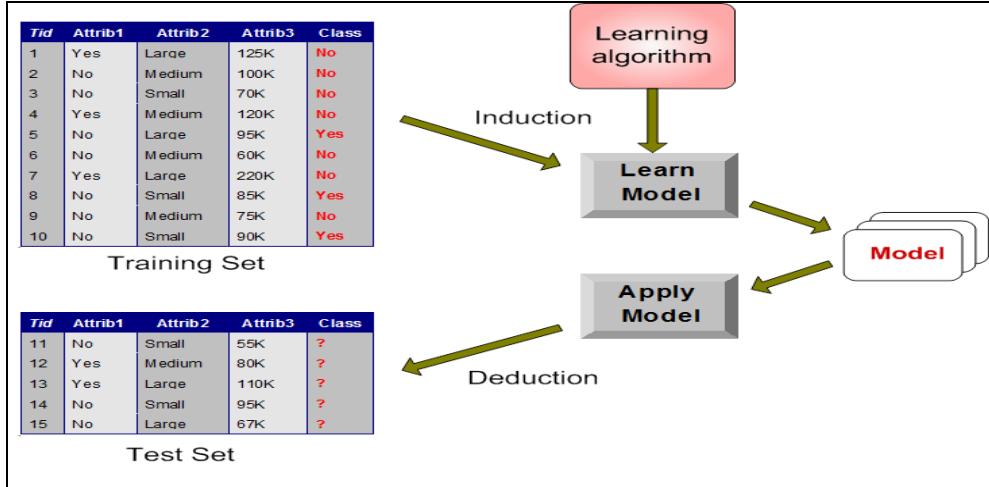 Tid Attrib1 Attrib2 Attrib3 Class
1 Yes Large 125K No
2 No Medium 100K No
3 No Small 70K No
4 Yes Medium 120K No
5 No Large 95K Yes
6 No Medium 60K No
7 Yes Large 220K No
8 No Small 85K Yes
9 No Medium 75K No
10 No Small 90K Yes
Training Set
Learning
algorithm
Induction
Learn
Model
Model
Apply
Model
Deduction
Tid Attrib1 Attrib2 Attrib3 Class
11 No Small 55K ?
12 Yes Medium 80K ?
13 Yes Large 110K ?
14 No Small 95K ?
15 No Large 67K ?
Test Set